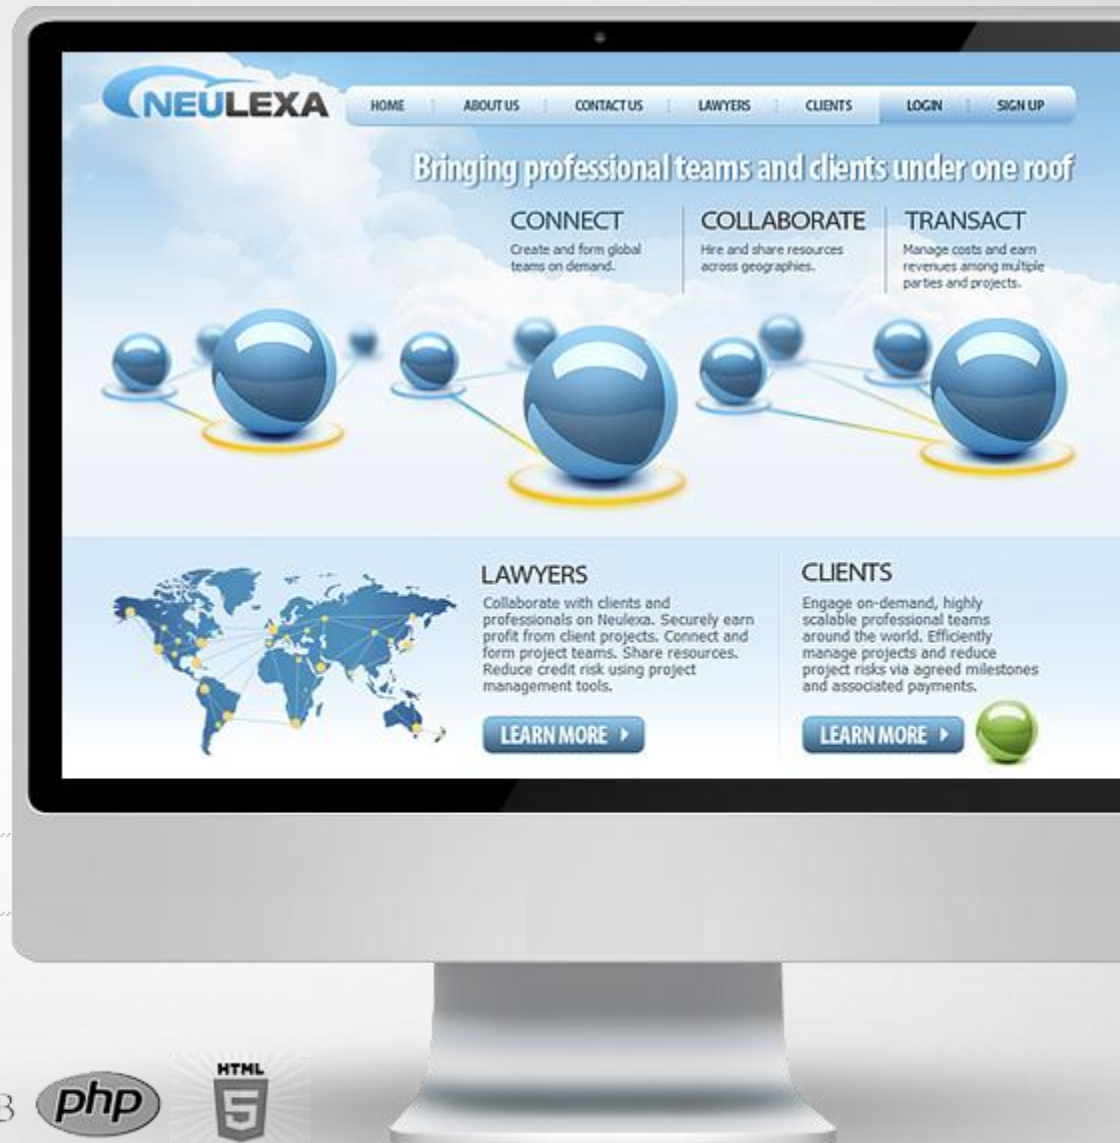 NEULEXA
HOME ABOUT US CONTACT US LAWYERS CLIENTS LOGIN SIGN UP
Bringing professional teams and clients under one roof
CONNECT
Create and form global
teams on demand.
COLLABORATE
Hire and share resources
across geographies.
TRANSACT
Manage costs and earn
revenues among multiple
parties and projects.
LAWYERS
Collaborate with clients and
professionals on Neulexa. Securely earn
profit from client projects. Connect and
form project teams. Share resources.
Reduce credit risk using project
management tools.
LEARN MORE
CLIENTS
Engage on-demand, highly
scalable professional teams
around the world. Efficiently
manage projects and reduce
project risks via agreed milestones
and associated payments.
LEARN MORE
php
HTML
5